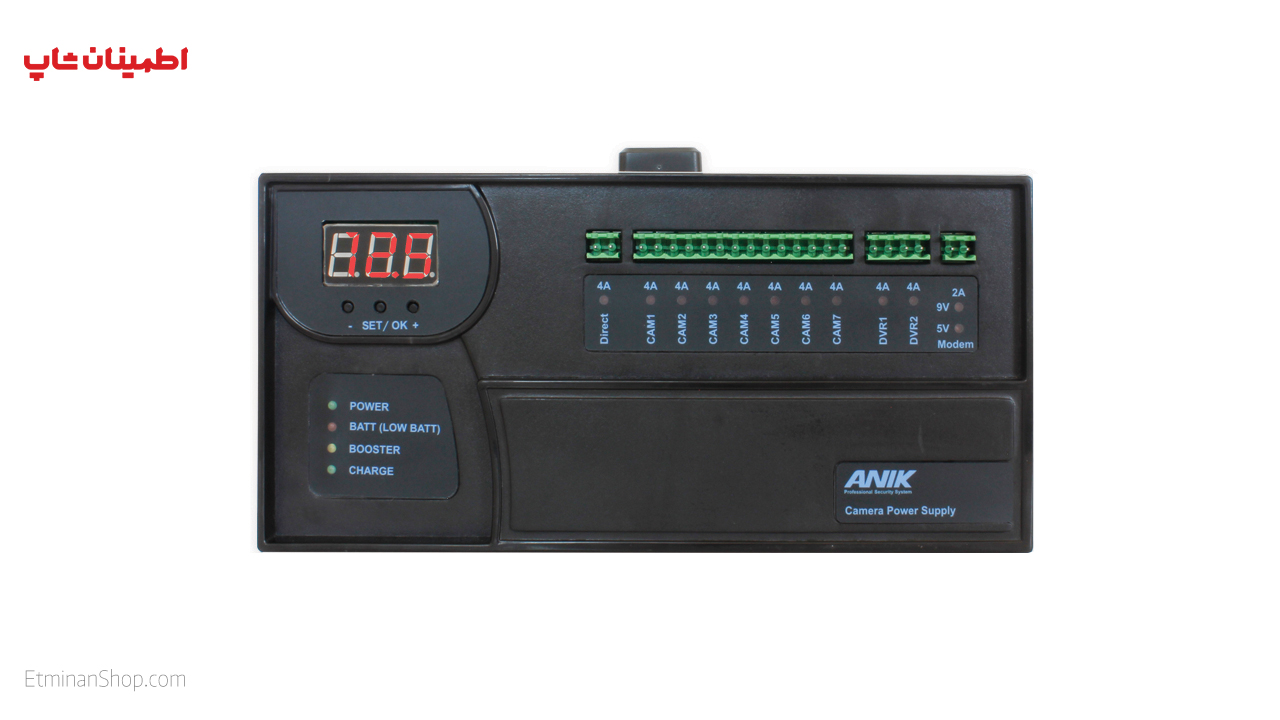 اطمینان شاپ
12.5
- SET/ OK +
4A 4A 4A 4A 4A 4A 4A 4A 4A 4A 2A
9V
5V
Direct CAM1 CAM2 CAM3 CAM4 CAM5 CAM6 CAM7 DVR1 DVR2 Modem
POWER
BATT (LOW BATT)
BOOSTER
CHARGE
ANIK
Professional Security System
Camera Power Supply
EtminanShop.com